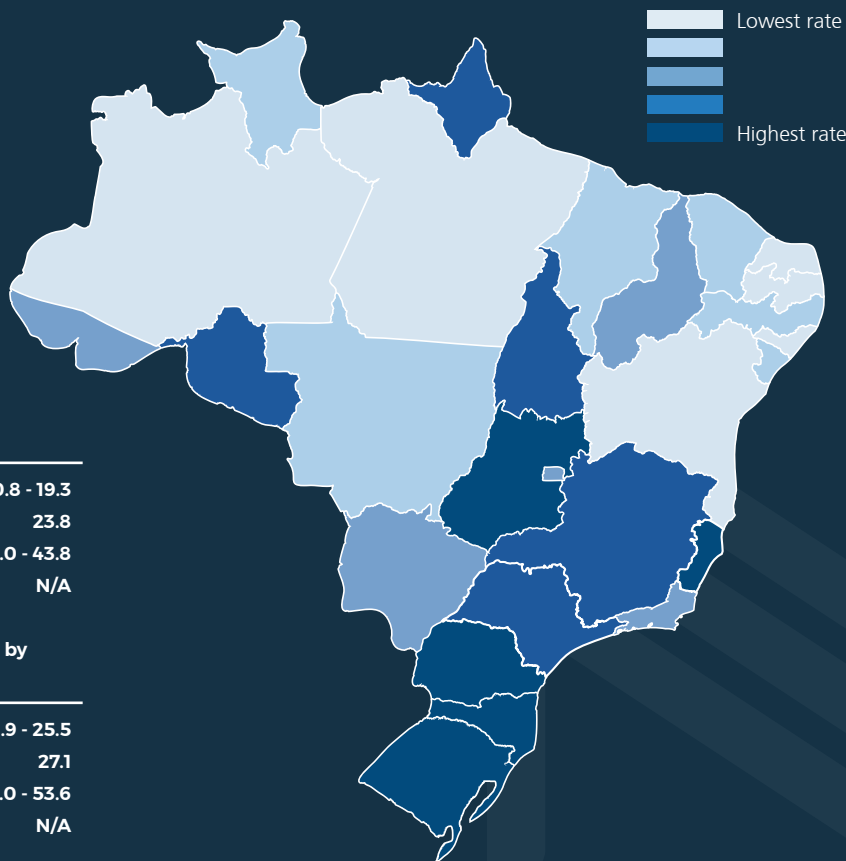 Lowest rate
Highest rate
0.8 - 19.3
23.8
.0 - 43.8
N/A
by
.9 - 25.5
27.1
.0 - 53.6
N/A